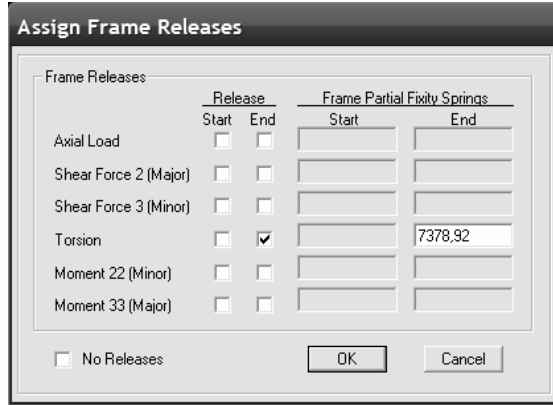 Assign Frame Releases
Frame Releases
Release Frame Partial Fixity Springs
Start End Start End
Axial Load
Shear Force 2 (Major)
Shear Force 3 (Minor)
Torsion 7378,92
Moment 22 (Minor)
Moment 33 (Major)
No Releases OK Cancel